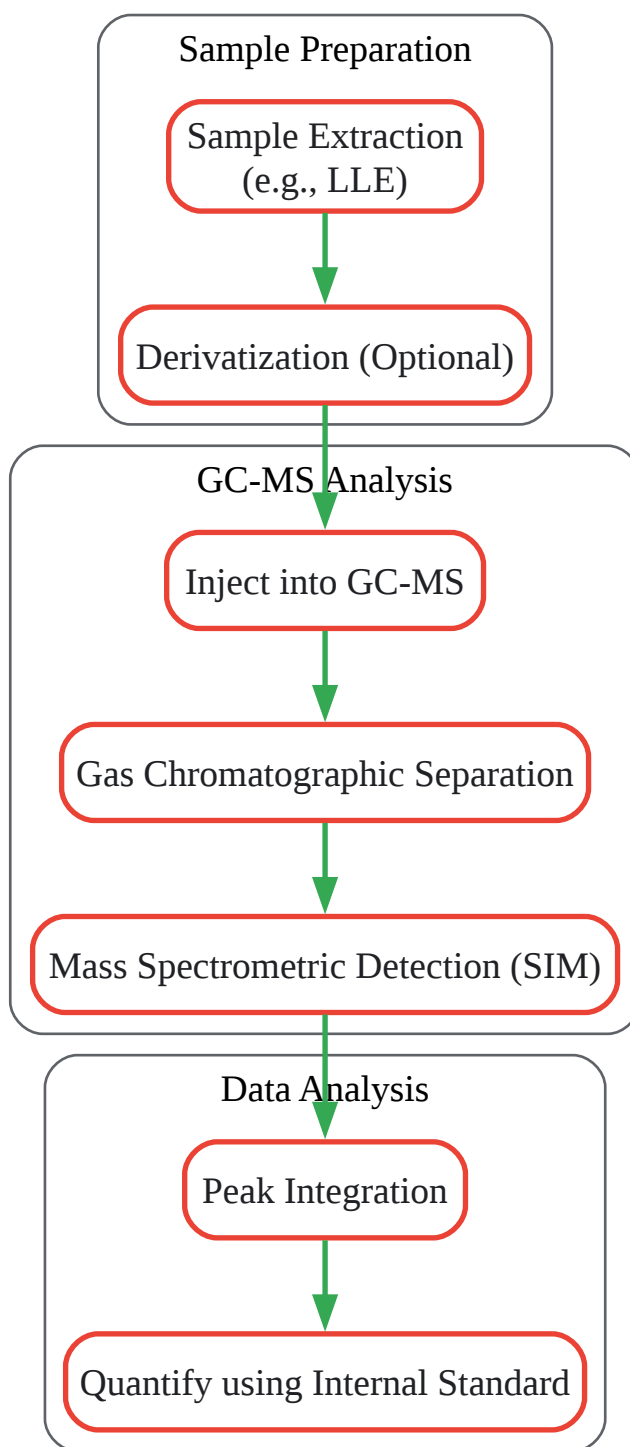 Sample Preparation
Sample Extraction
(e.g., LLE)
Derivatization (Optional)
GC-MS Analysis
Inject into GC-MS
Gas Chromatographic Separation
Mass Spectrometric Detection (SIM)
Data Analysis
Peak Integration
Quantify using Internal Standard